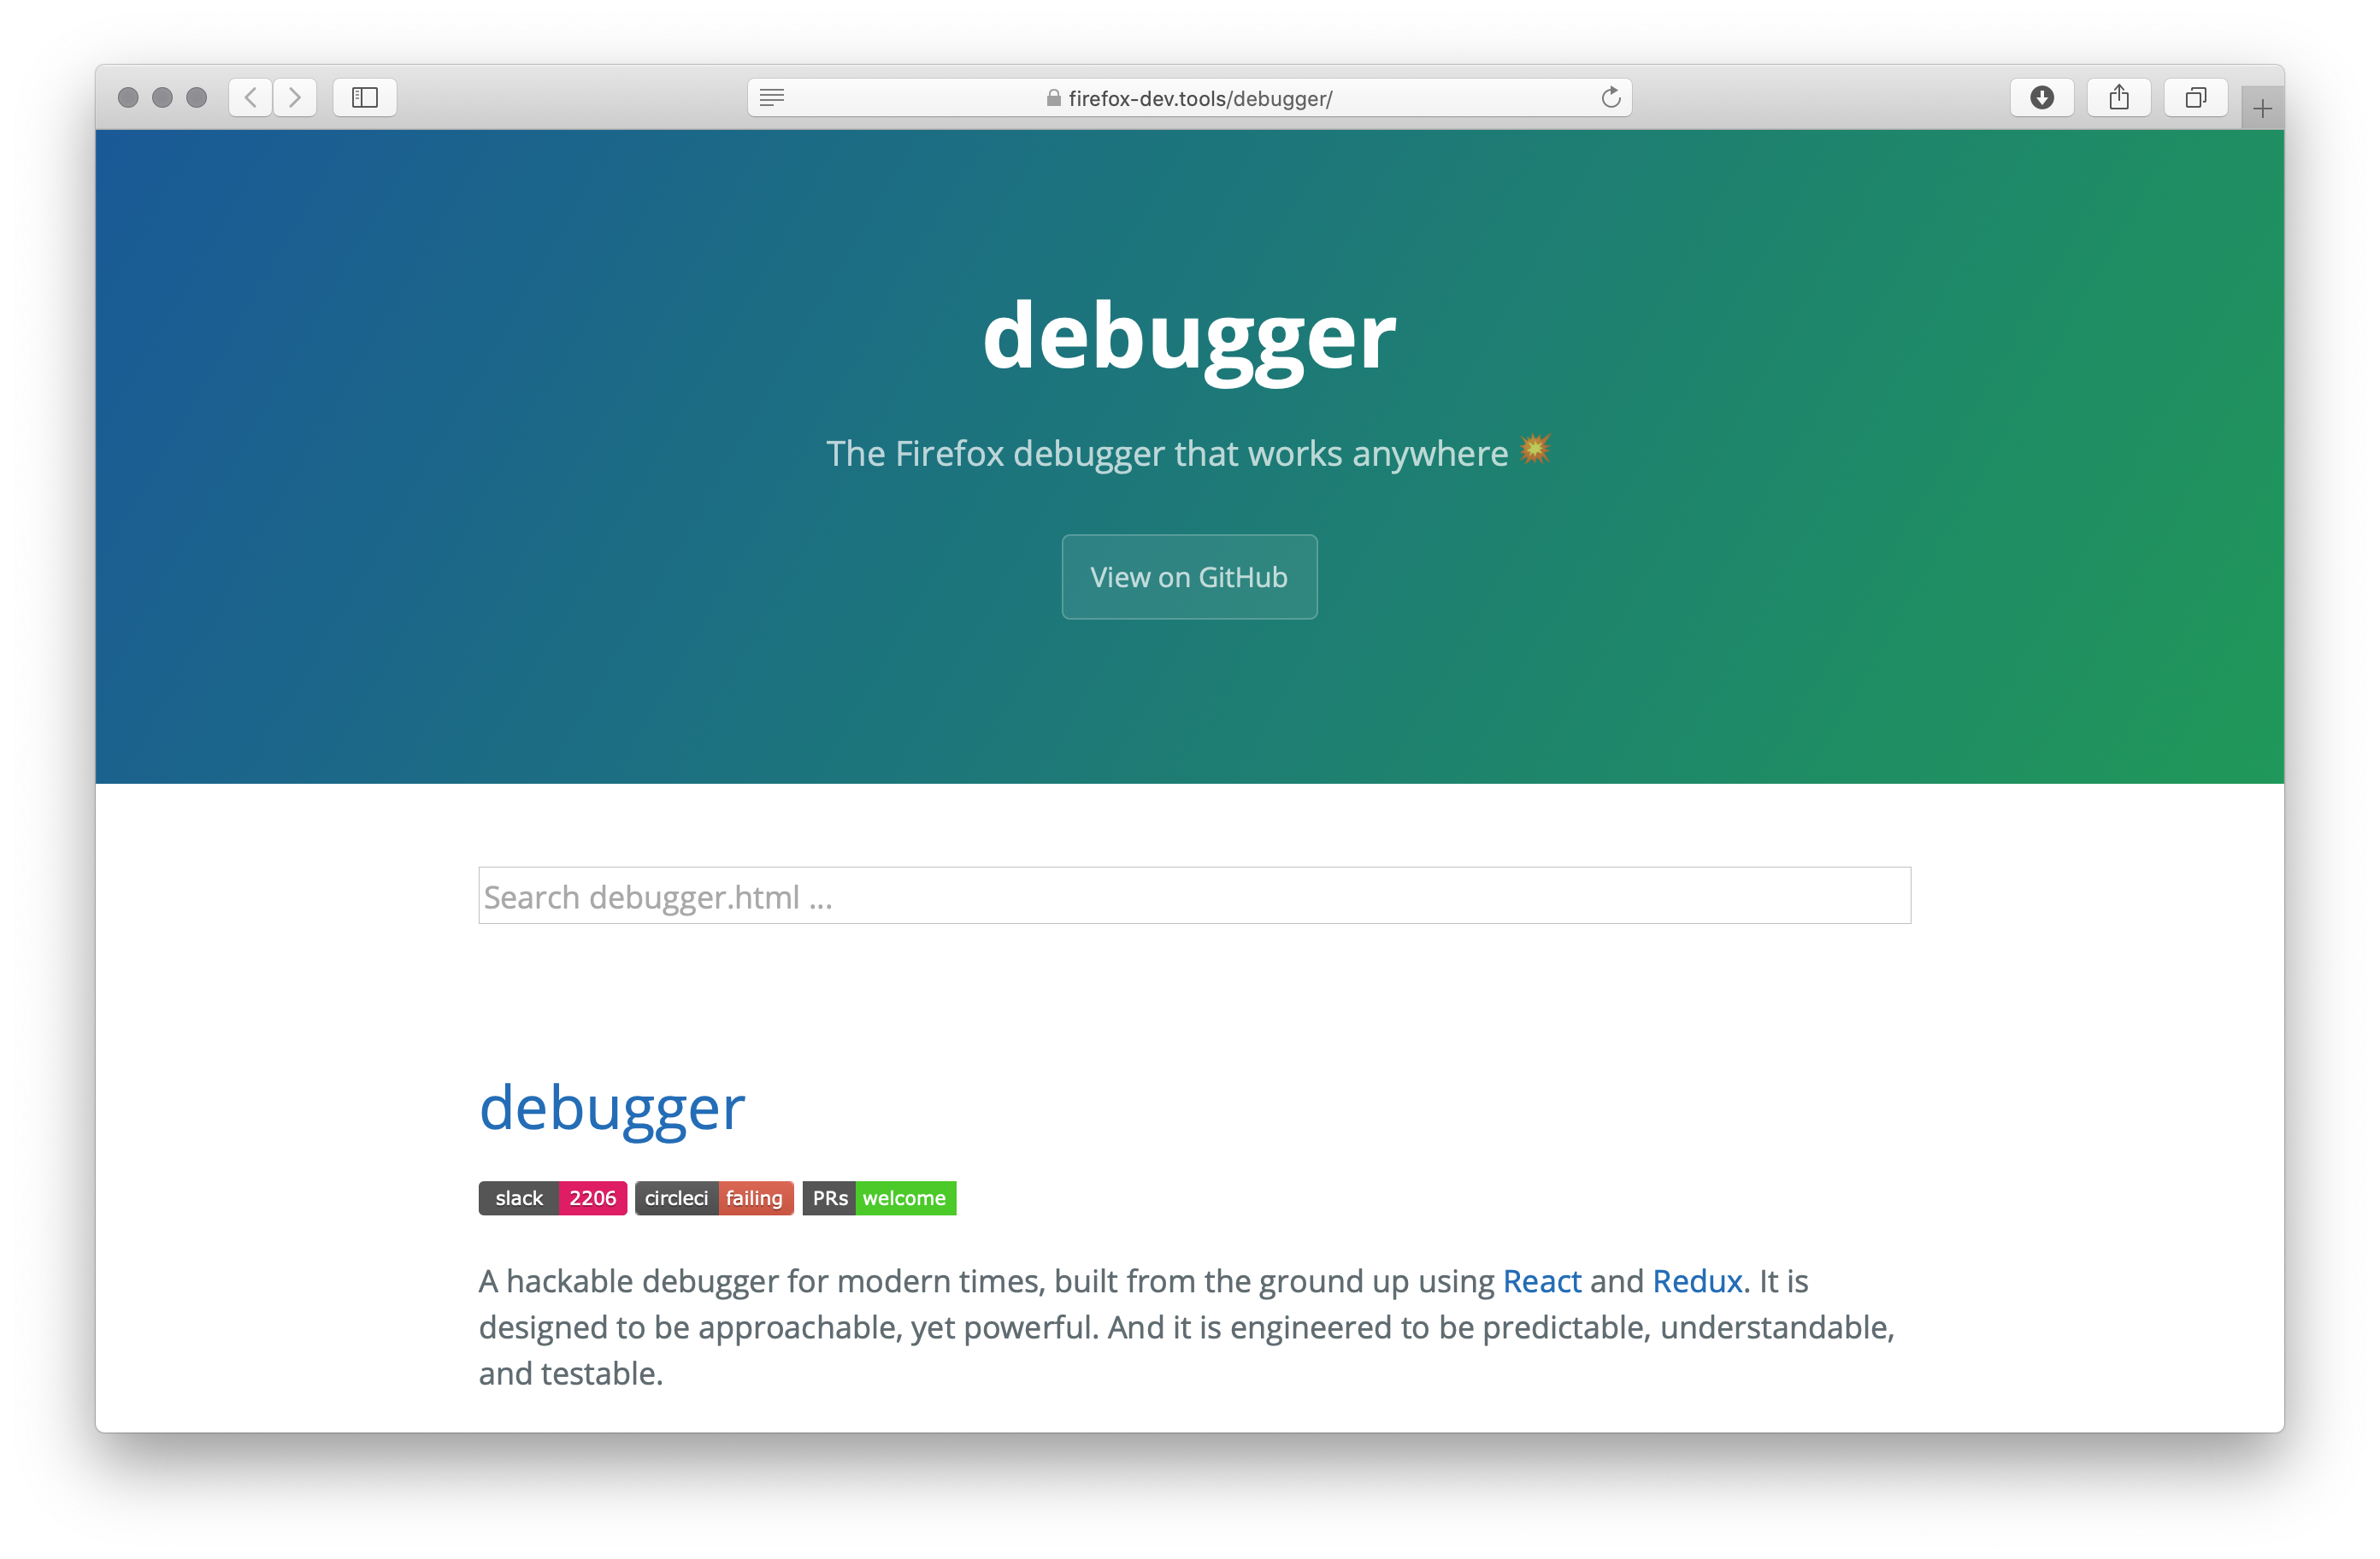 firefox-dev.tools/debugger/
debugger
The Firefox debugger that works anywhere 💥
View on GitHub
Search debugger.html ...
debugger
slack 2206 circleci failing PRs welcome
A hackable debugger for modern times, built from the ground up using React and Redux. It is
designed to be approachable, yet powerful. And it is engineered to be predictable, understandable,
and testable.